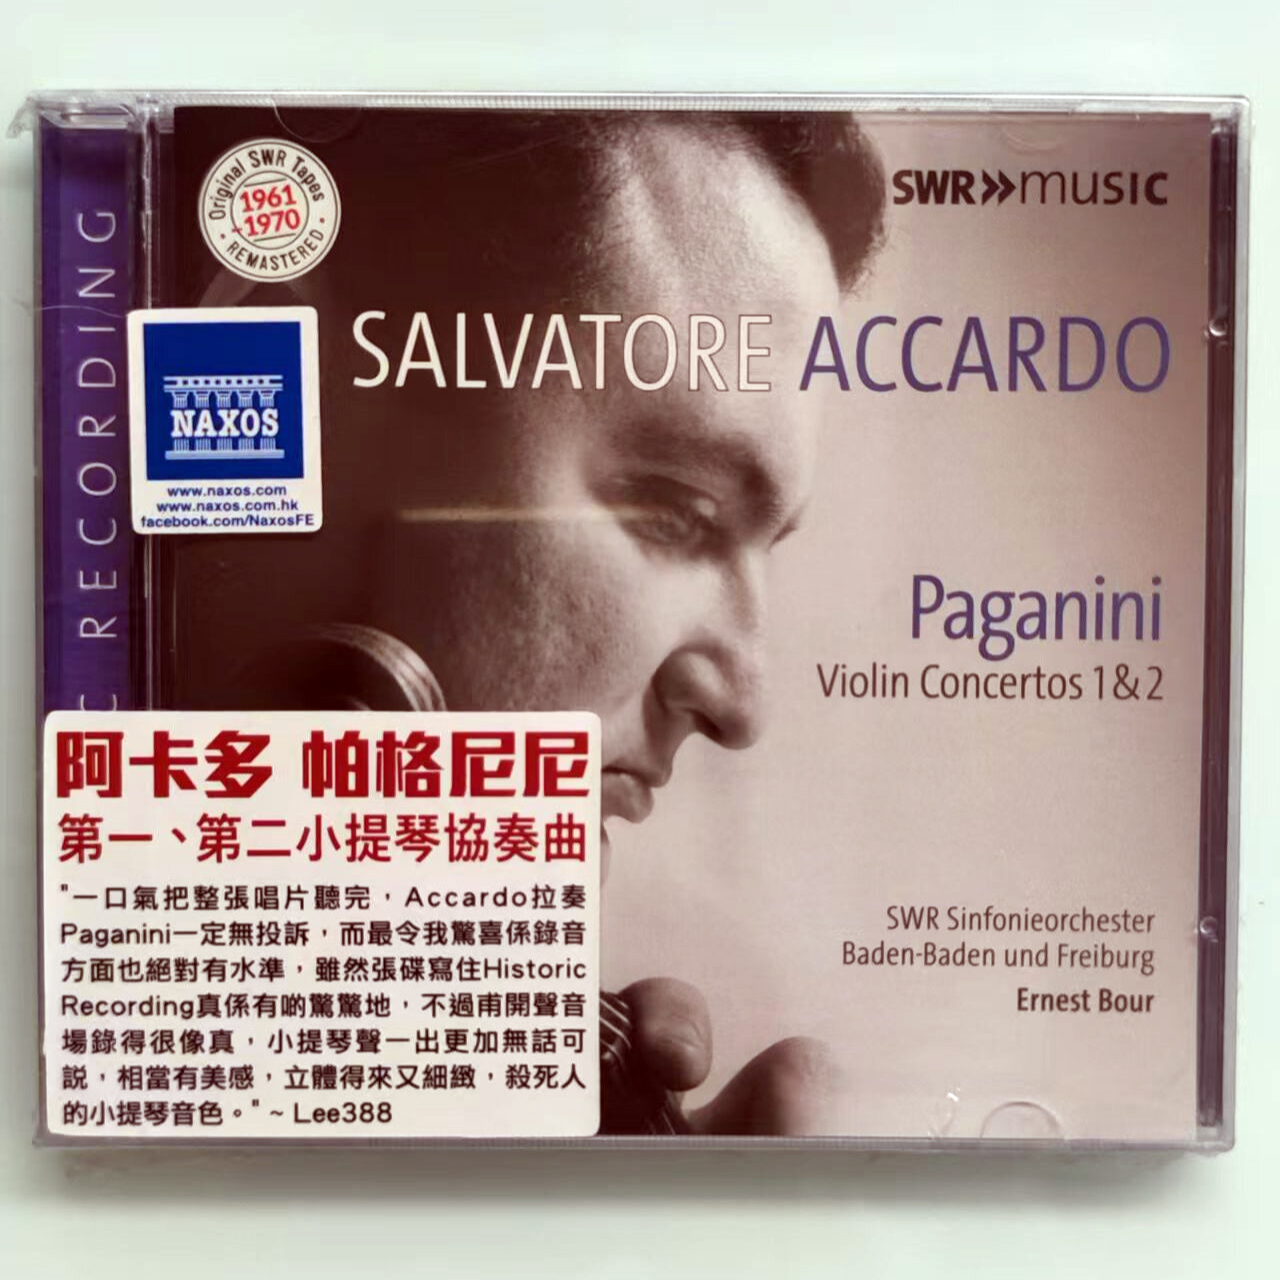 Original SWR Tapes
1961
-1970
REMASTERED
SWR»music
SALVATORE ACCARDO
RECORDING
NAXOS
www.naxos.com
www.naxos.com.hk
facebook.com/NaxosFE
Paganini
Violin Concertos 1&2
阿卡多 帕格尼尼
第一、第二小提琴協奏曲
"一口氣把整張唱片聽完，Accardo拉奏
Paganini一定無投訴，而最令我驚喜係錄音
方面也絕對有水準，雖然張碟寫住Historic
Recording真係有啲驚驚地，不過甫開聲音
場錄得很像真，小提琴聲一出更加無話可
説，相當有美感，立體得來又細緻，殺死人
的小提琴音色。" ~ Lee388
SWR Sinfonieorchester
Baden-Baden und Freiburg
Ernest Bour